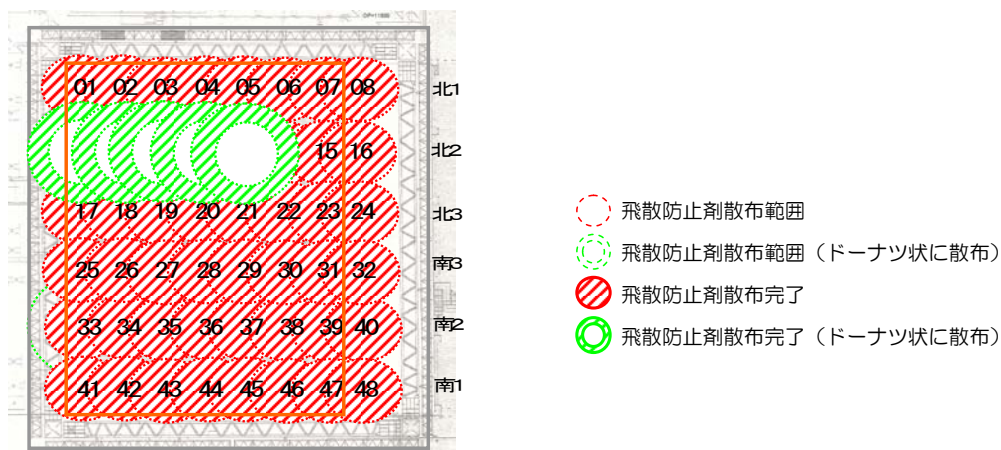 01 02 03 04 05 06 07 08 北1
15 16 北2
17 18 19 20 21 22 23 24 北3
25 26 27 28 29 30 31 32 南3
33 34 35 36 37 38 39 40 南2
41 42 43 44 45 46 47 48 南1
飛散防止剤散布範囲
飛散防止剤散布範囲（ドーナツ状に散布）
飛散防止剤散布完了
飛散防止剤散布完了（ドーナツ状に散布）